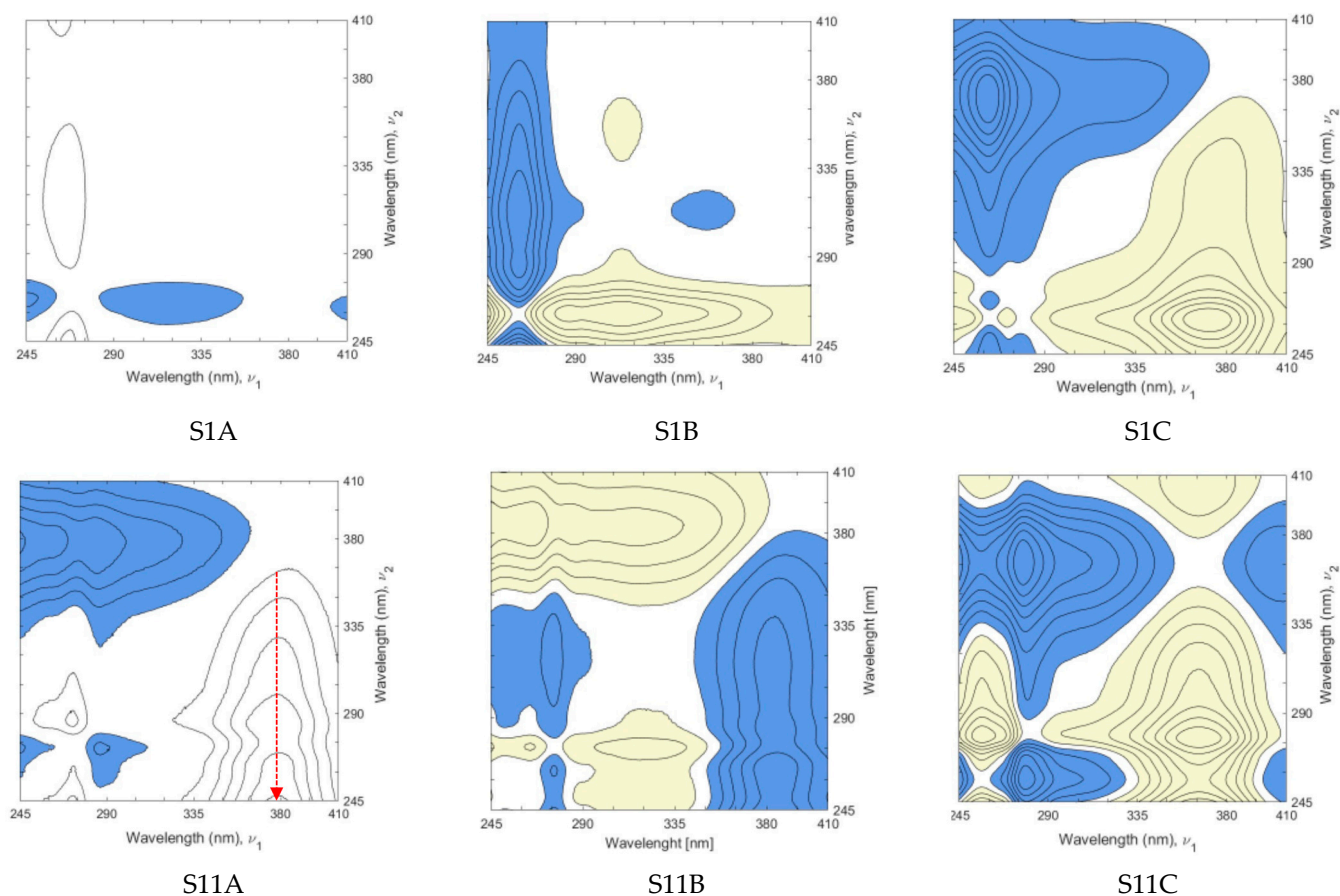 410
380
335
290
245
Wavelength (nm), ν2
245 290 335 380 410
Wavelength (nm), ν1
S1A
410
380
335
290
245
Wavelength (nm), ν2
245 290 335 380 410
Wavelength (nm), ν1
S1B
410
380
335
290
245
Wavelength (nm), ν2
245 290 335 380 410
Wavelength (nm), ν1
S1C
410
380
335
290
245
Wavelength (nm), ν2
245 290 335 380 410
Wavelength (nm), ν1
S11A
410
380
335
290
245
Wavelenght [nm]
245 290 335 380 410
Wavelenght [nm]
S11B
410
380
335
290
245
Wavelength (nm), ν2
245 290 335 380 410
Wavelength (nm), ν1
S11C